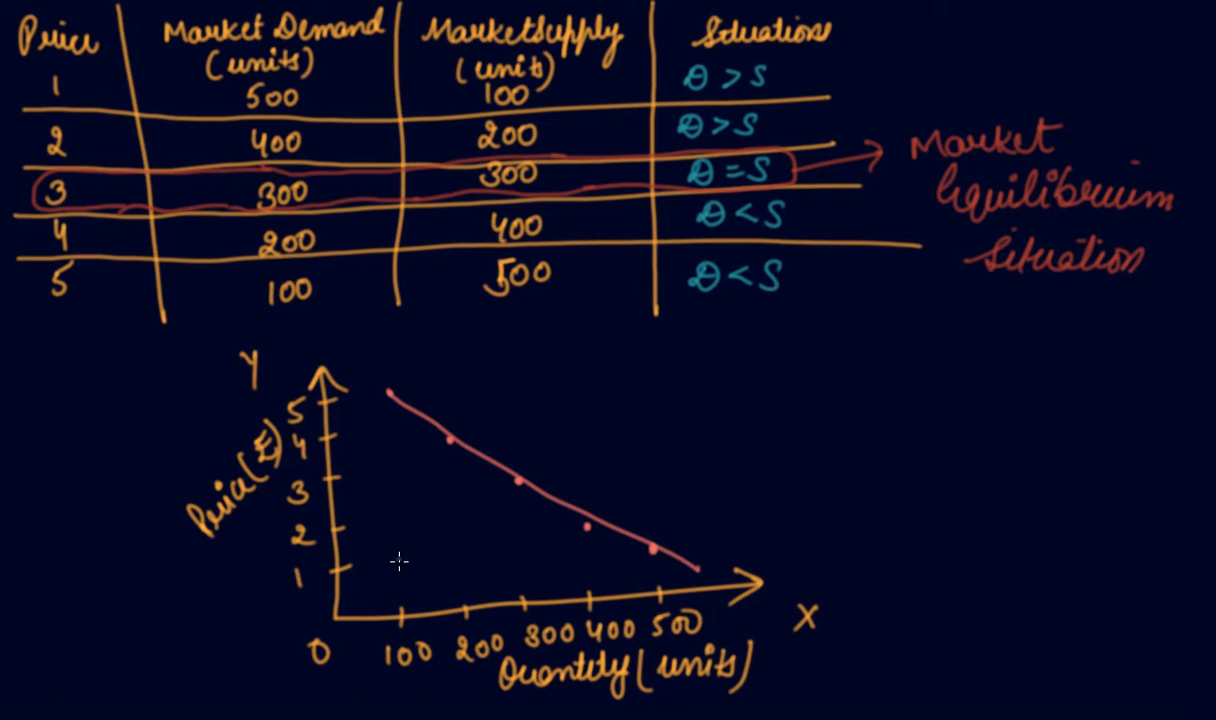 Price Market Demand (units) Market Supply (units) Situations
1 500 100 D > S
2 400 200 D > S
3 300 300 D = S
4 200 400 D < S
5 100 500 D < S
Market
Equilibrium
Situation
Y
Price(₹)
5
4
3
2
1
0 100 200 300 400 500
X
Quantity (units)